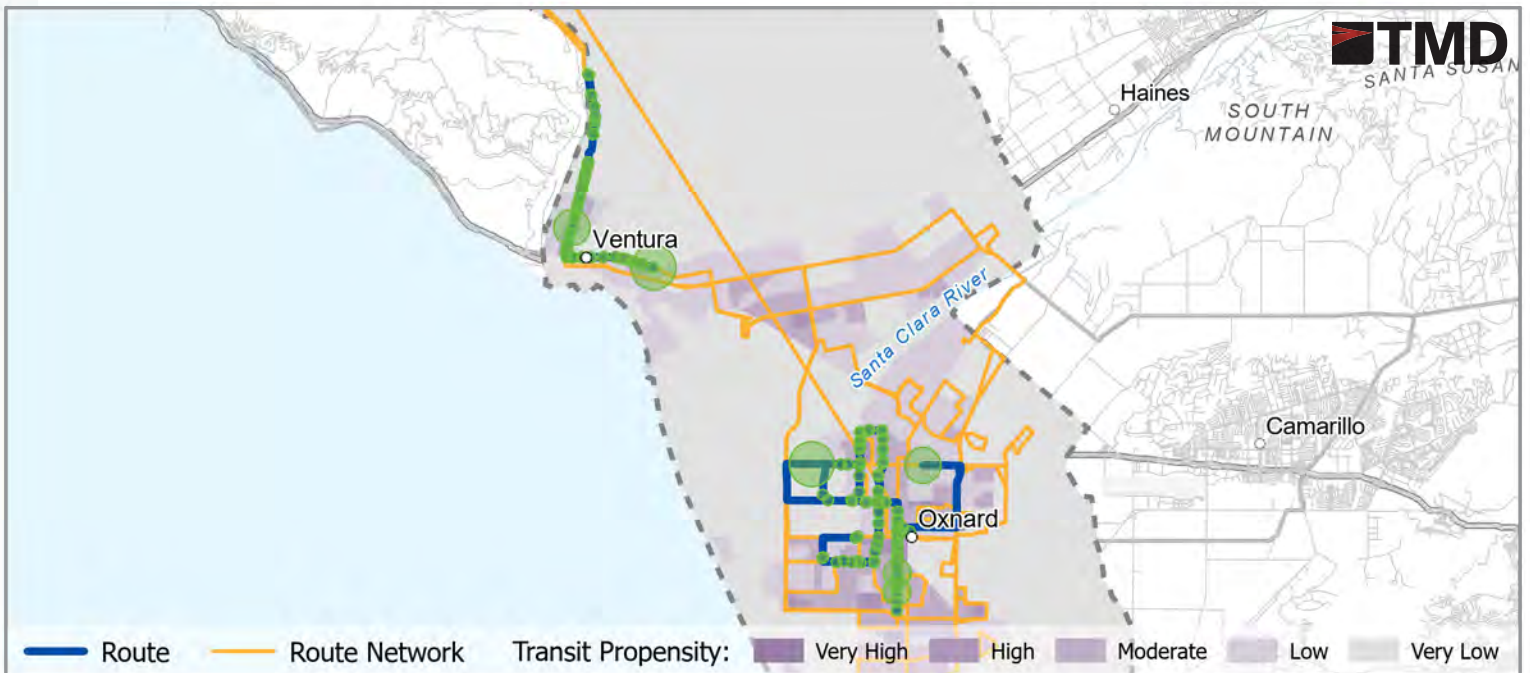 TMD
SANTA SUSAN
Haines
SOUTH
MOUNTAIN
Ventura
Santa Clara River
Camarillo
Oxnard
Route
Route Network
Transit Propensity:
Very High
High
Moderate
Low
Very Low